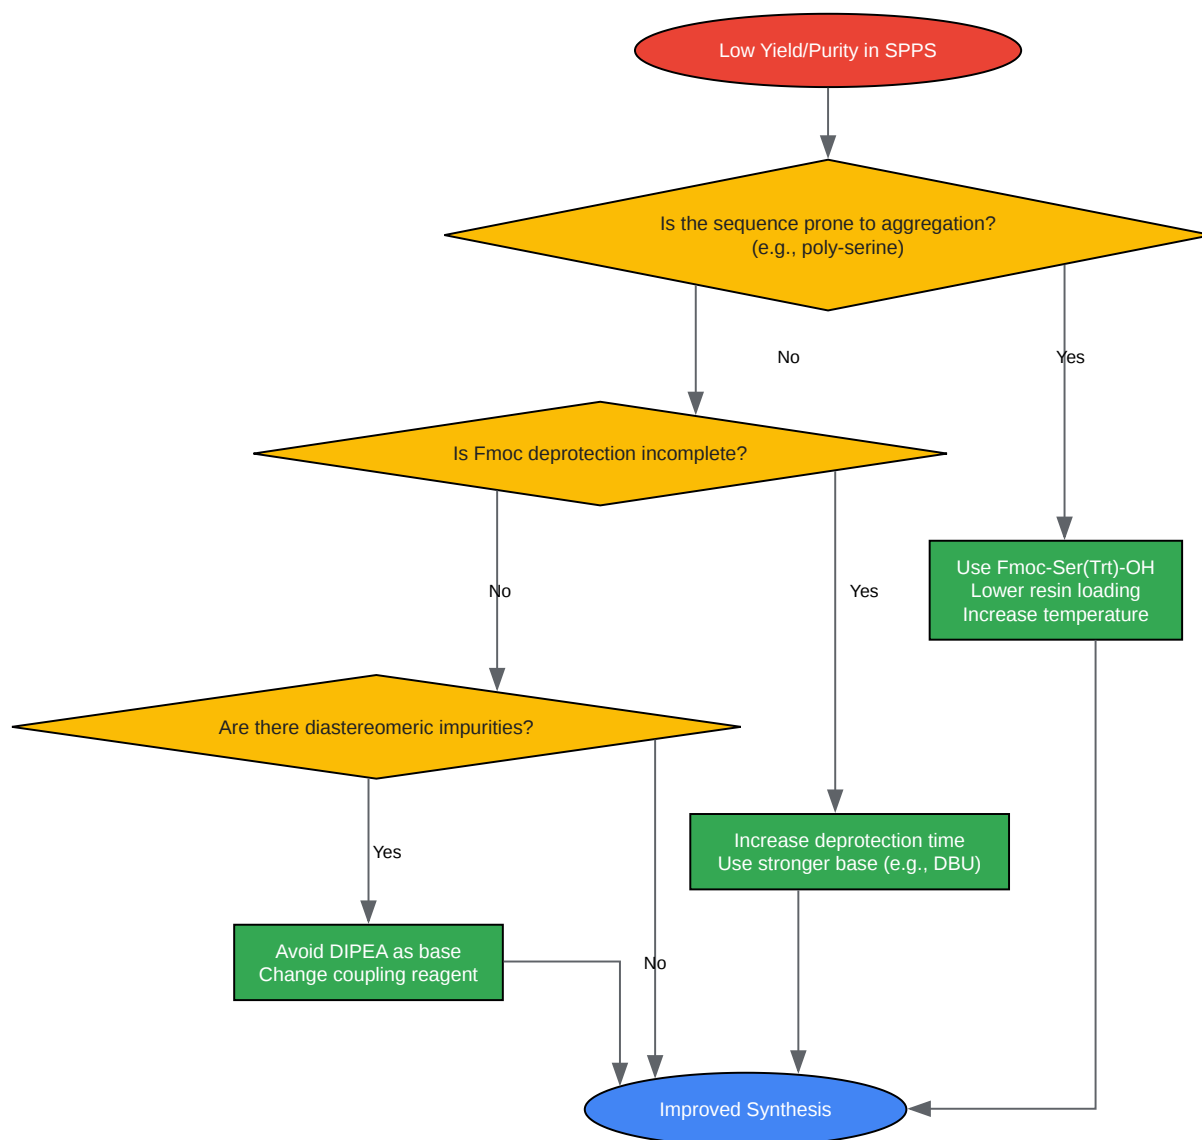 Low Yield/Purity in SPPS
Is the sequence prone to aggregation?
(e.g., poly-serine)
No
Yes
Is Fmoc deprotection incomplete?
Use Fmoc-Ser(Trt)-OH
Lower resin loading
Increase temperature
No
Yes
Are there diastereomeric impurities?
Increase deprotection time
Use stronger base (e.g., DBU)
Yes
Avoid DIPEA as base
Change coupling reagent
No
Improved Synthesis